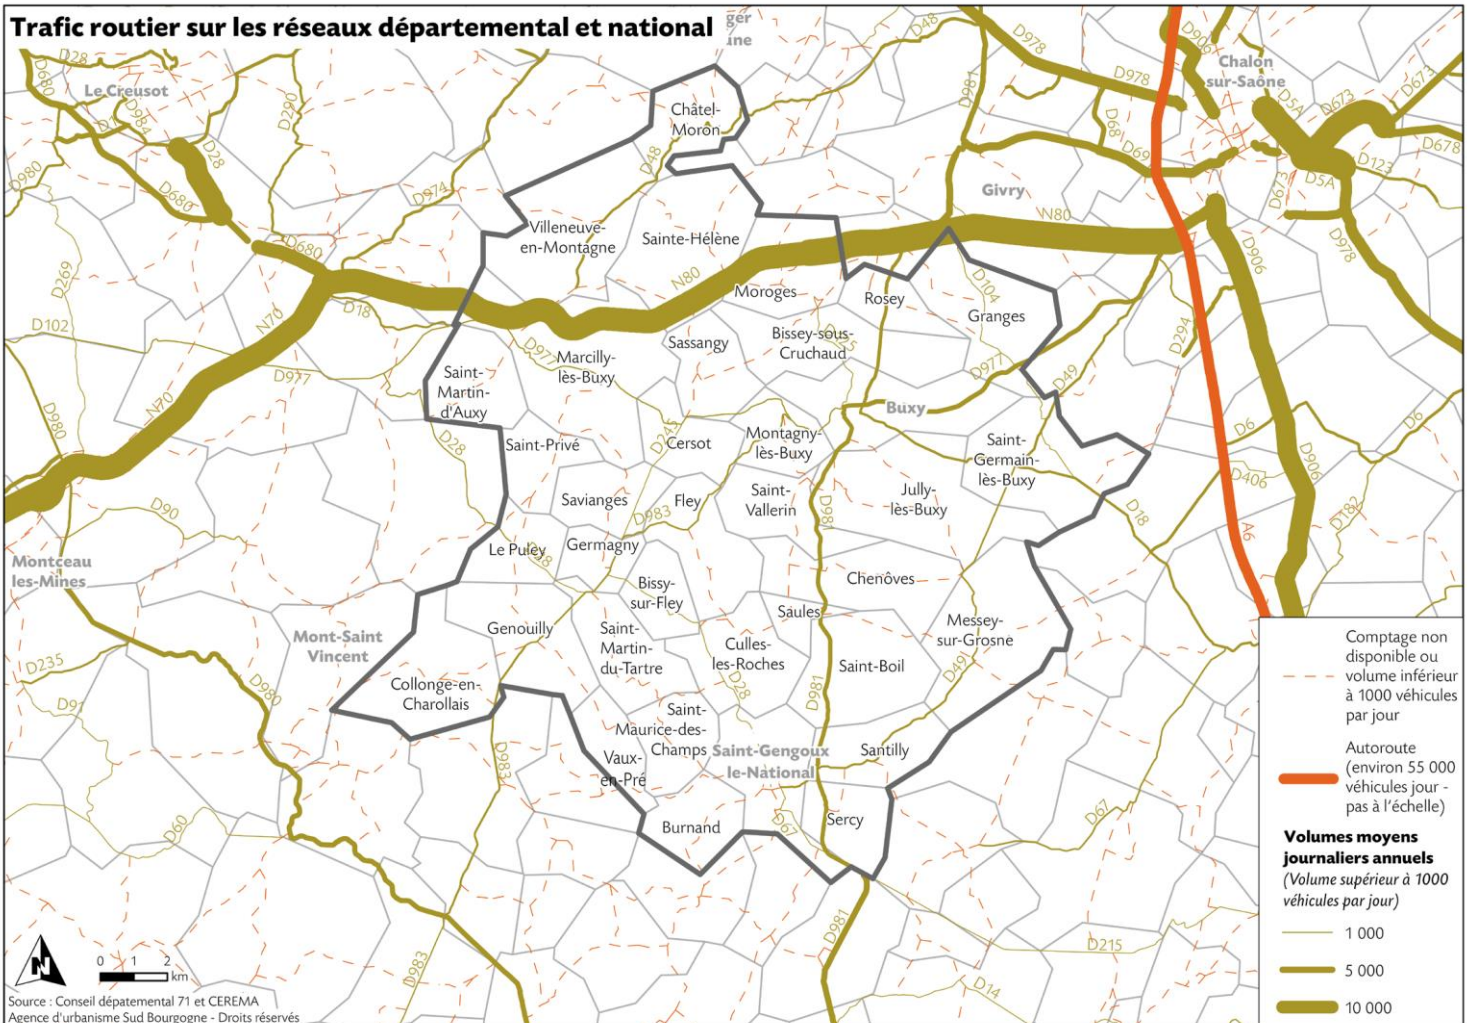 Trafic routier sur les réseaux départemental et national
ger
une
D48
D978
D906
Chalon
sur-Saône
D28
D680
Le Creusot
D984
D290
D981
D978
D5A
D673
D673
Châtel-
Moron
D68
D69
D678
D123
D5A
D673
D28
D980
D680
D974
D48
Givry
N80
Villeneuve-
en-Montagne
Sainte-Hélène
D978
D906
D680
N80
D269
D104
Moroges
Rosey
Granges
N70
D18
D102
D977
Marcilly-
lès-Buxy
Sassangy
Bissey-sous-
Cruchaud
D294
D977
D977
D49
Saint-
Martin-
d'Auxy
N70
Buxy
D980
D28
Saint-Privé
D245
Cersot
Montagny-
lès-Buxy
Saint-
Germain-
lès-Buxy
D6
D6
D406
D906
Savianges
Fley
Saint-
Vallerin
Jully-
lès-Buxy
D981
D90
D983
D18
D182
A6
Le Puley
Germagny
Montceau
les-Mines
Bissy-
sur-Fley
Chenôves
Saules
Mont-Saint
Vincent
Genouilly
Saint-
Martin-
du-Tartre
Culles-
les-Roches
Messey-
sur-Grosne
Saint-Boil
D49
D235
D980
Collonge-en-
Charollais
D28
D981
Saint-
Maurice-des-
Champs
Saint-Gengoux
le-National
Santilly
Vaux-
en-Pré
D983
D60
Burnand
D67
Sercy
D67
D981
D215
D983
D14
Comptage non
disponible ou
volume inférieur
à 1000 véhicules
par jour
Autoroute
(environ 55 000
véhicules jour -
pas à l'échelle)
Volumes moyens
journaliers annuels
(Volume supérieur à 1000
véhicules par jour)
1 000
5 000
10 000
N
0 1 2
km
Source : Conseil départemental 71 et CEREMA
Agence d'urbanisme Sud Bourgogne - Droits réservés